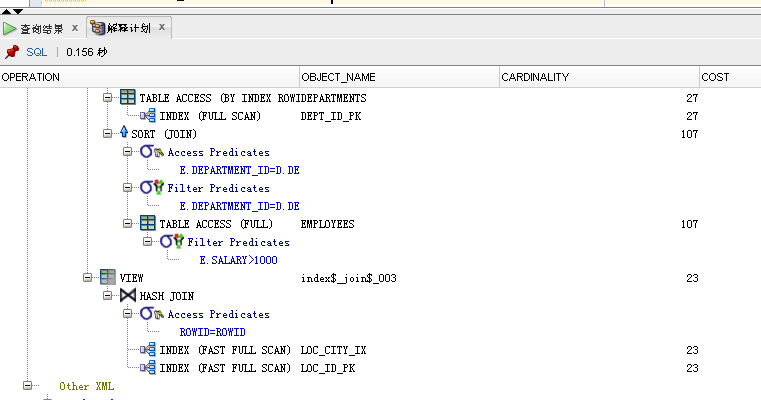 查询结果 x 解释计划 x
SQL | 0.156 秒
OPERATION OBJECT_NAME CARDINALITY COST
TABLE ACCESS (BY INDEX ROWIDEPARTMENTS 27
INDEX (FULL SCAN) DEPT_ID_PK 27
SORT (JOIN) 107
Access Predicates
E.DEPARTMENT_ID=D.DE
Filter Predicates
E.DEPARTMENT_ID=D.DE
TABLE ACCESS (FULL) EMPLOYEES 107
Filter Predicates
E.SALARY>1000
VIEW index$_join$_003 23
HASH JOIN
Access Predicates
ROWID=ROWID
INDEX (FAST FULL SCAN) LOC_CITY_IX 23
INDEX (FAST FULL SCAN) LOC_ID_PK 23
Other XML